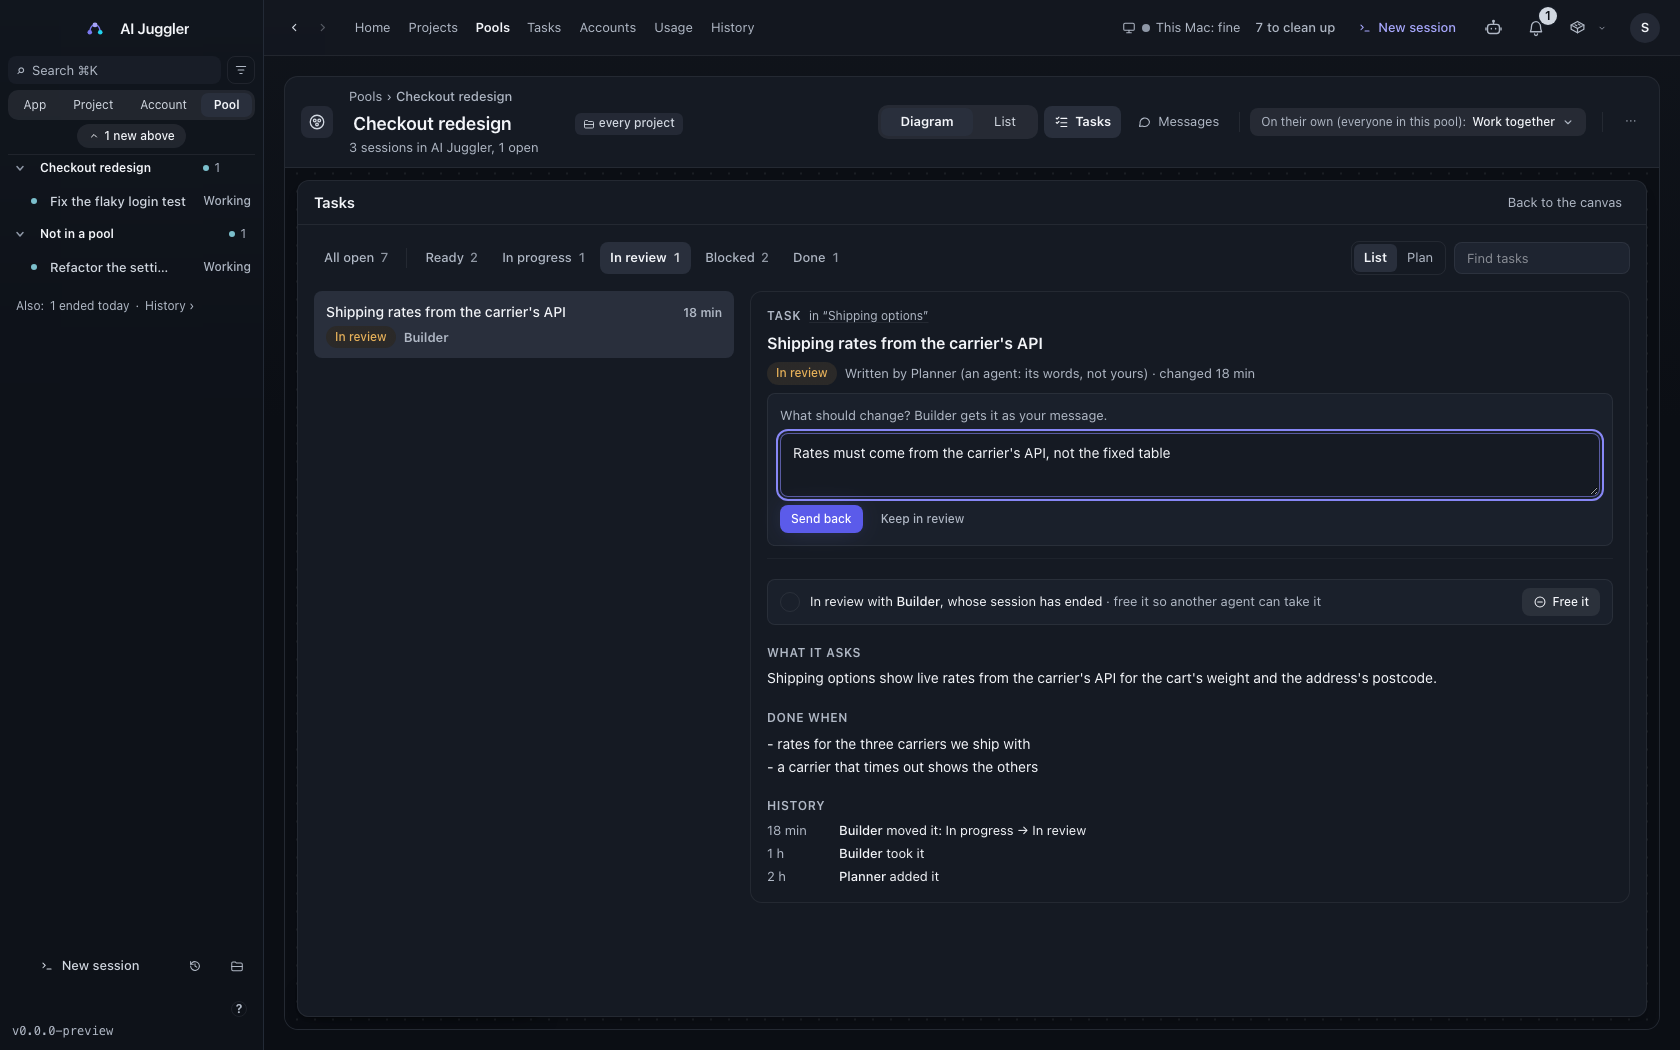 AI Juggler
Search ⌘K
App Project Account Pool
1 new above
Checkout redesign 1
Fix the flaky login test Working
Not in a pool 1
Refactor the setti... Working
Also: 1 ended today · History ›
New session
?
v0.0.0-preview
Home Projects Pools Tasks Accounts Usage History
This Mac: fine 7 to clean up New session 1 S
Pools › Checkout redesign
Checkout redesign every project
3 sessions in AI Juggler, 1 open
Diagram List Tasks Messages On their own (everyone in this pool): Work together ...
Tasks Back to the canvas
All open 7 Ready 2 In progress 1 In review 1 Blocked 2 Done 1 List Plan Find tasks
Shipping rates from the carrier's API 18 min
In review Builder
TASK in “Shipping options”
Shipping rates from the carrier's API
In review Written by Planner (an agent: its words, not yours) · changed 18 min
What should change? Builder gets it as your message.
Rates must come from the carrier's API, not the fixed table
Send back Keep in review
In review with Builder, whose session has ended · free it so another agent can take it Free it
WHAT IT ASKS
Shipping options show live rates from the carrier's API for the cart's weight and the address's postcode.
DONE WHEN
- rates for the three carriers we ship with
- a carrier that times out shows the others
HISTORY
18 min Builder moved it: In progress → In review
1 h Builder took it
2 h Planner added it